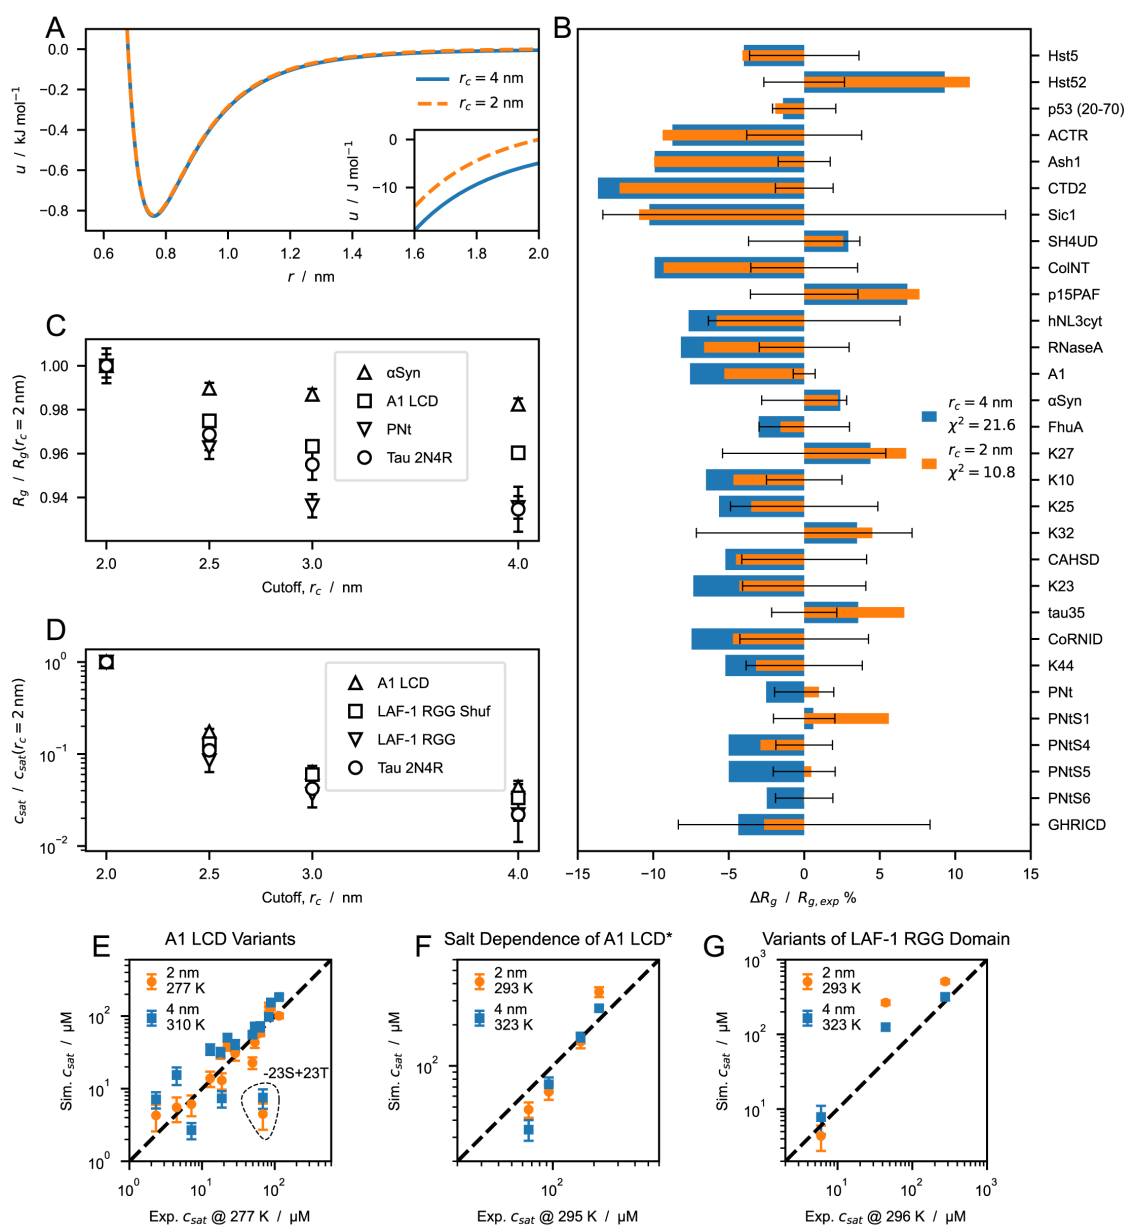 A
0.0
−0.2
−0.4
−0.6
−0.8
u / kJ mol⁻¹
r_c = 4 nm
r_c = 2 nm
0
−10
u / J mol⁻¹
1.6 1.8 2.0
0.6 0.8 1.0 1.2 1.4 1.6 1.8 2.0
r / nm
B
Hst5
Hst52
p53 (20-70)
ACTR
Ash1
CTD2
Sic1
SH4UD
ColNT
p15PAF
hNL3cyt
RNaseA
A1
αSyn
FhuA
K27
K10
K25
K32
CAHSD
K23
tau35
CoRNID
K44
PNt
PNtS1
PNtS4
PNtS5
PNtS6
GHRICD
r_c = 4 nm
χ² = 21.6
r_c = 2 nm
χ² = 10.8
−15 −10 −5 0 5 10 15
ΔR_g / R_g,exp %
C
1.00
0.98
0.96
0.94
R_g / R_g(r_c = 2 nm)
αSyn
A1 LCD
PNt
Tau 2N4R
2.0 2.5 3.0 4.0
Cutoff, r_c / nm
D
10⁰
10⁻¹
10⁻²
c_sat / c_sat(r_c = 2 nm)
A1 LCD
LAF-1 RGG Shuf
LAF-1 RGG
Tau 2N4R
2.0 2.5 3.0 4.0
Cutoff, r_c / nm
E
A1 LCD Variants
2 nm
277 K
4 nm
310 K
-23S+23T
10²
10¹
10⁰
Sim. c_sat / μM
10⁰ 10¹ 10²
Exp. c_sat @ 277 K / μM
F
Salt Dependence of A1 LCD*
2 nm
293 K
4 nm
323 K
10²
Sim. c_sat / μM
10²
Exp. c_sat @ 295 K / μM
G
Variants of LAF-1 RGG Domain
2 nm
293 K
4 nm
323 K
10³
10²
10¹
Sim. c_sat / μM
10¹ 10² 10³
Exp. c_sat @ 296 K / μM